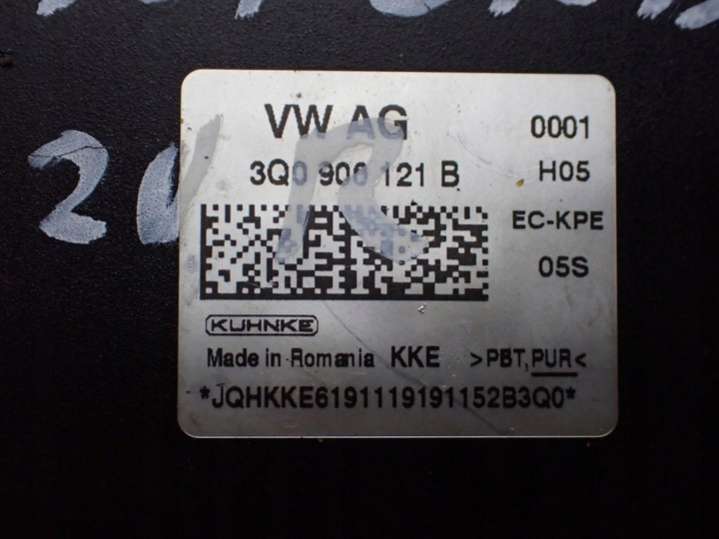 VW AG 0001
3Q0 906 121 B H05
EC-KPE
05S
KUHNKE
Made in Romania KKE >PBT,PUR<
*JQHKKE6191119191152B3Q0*